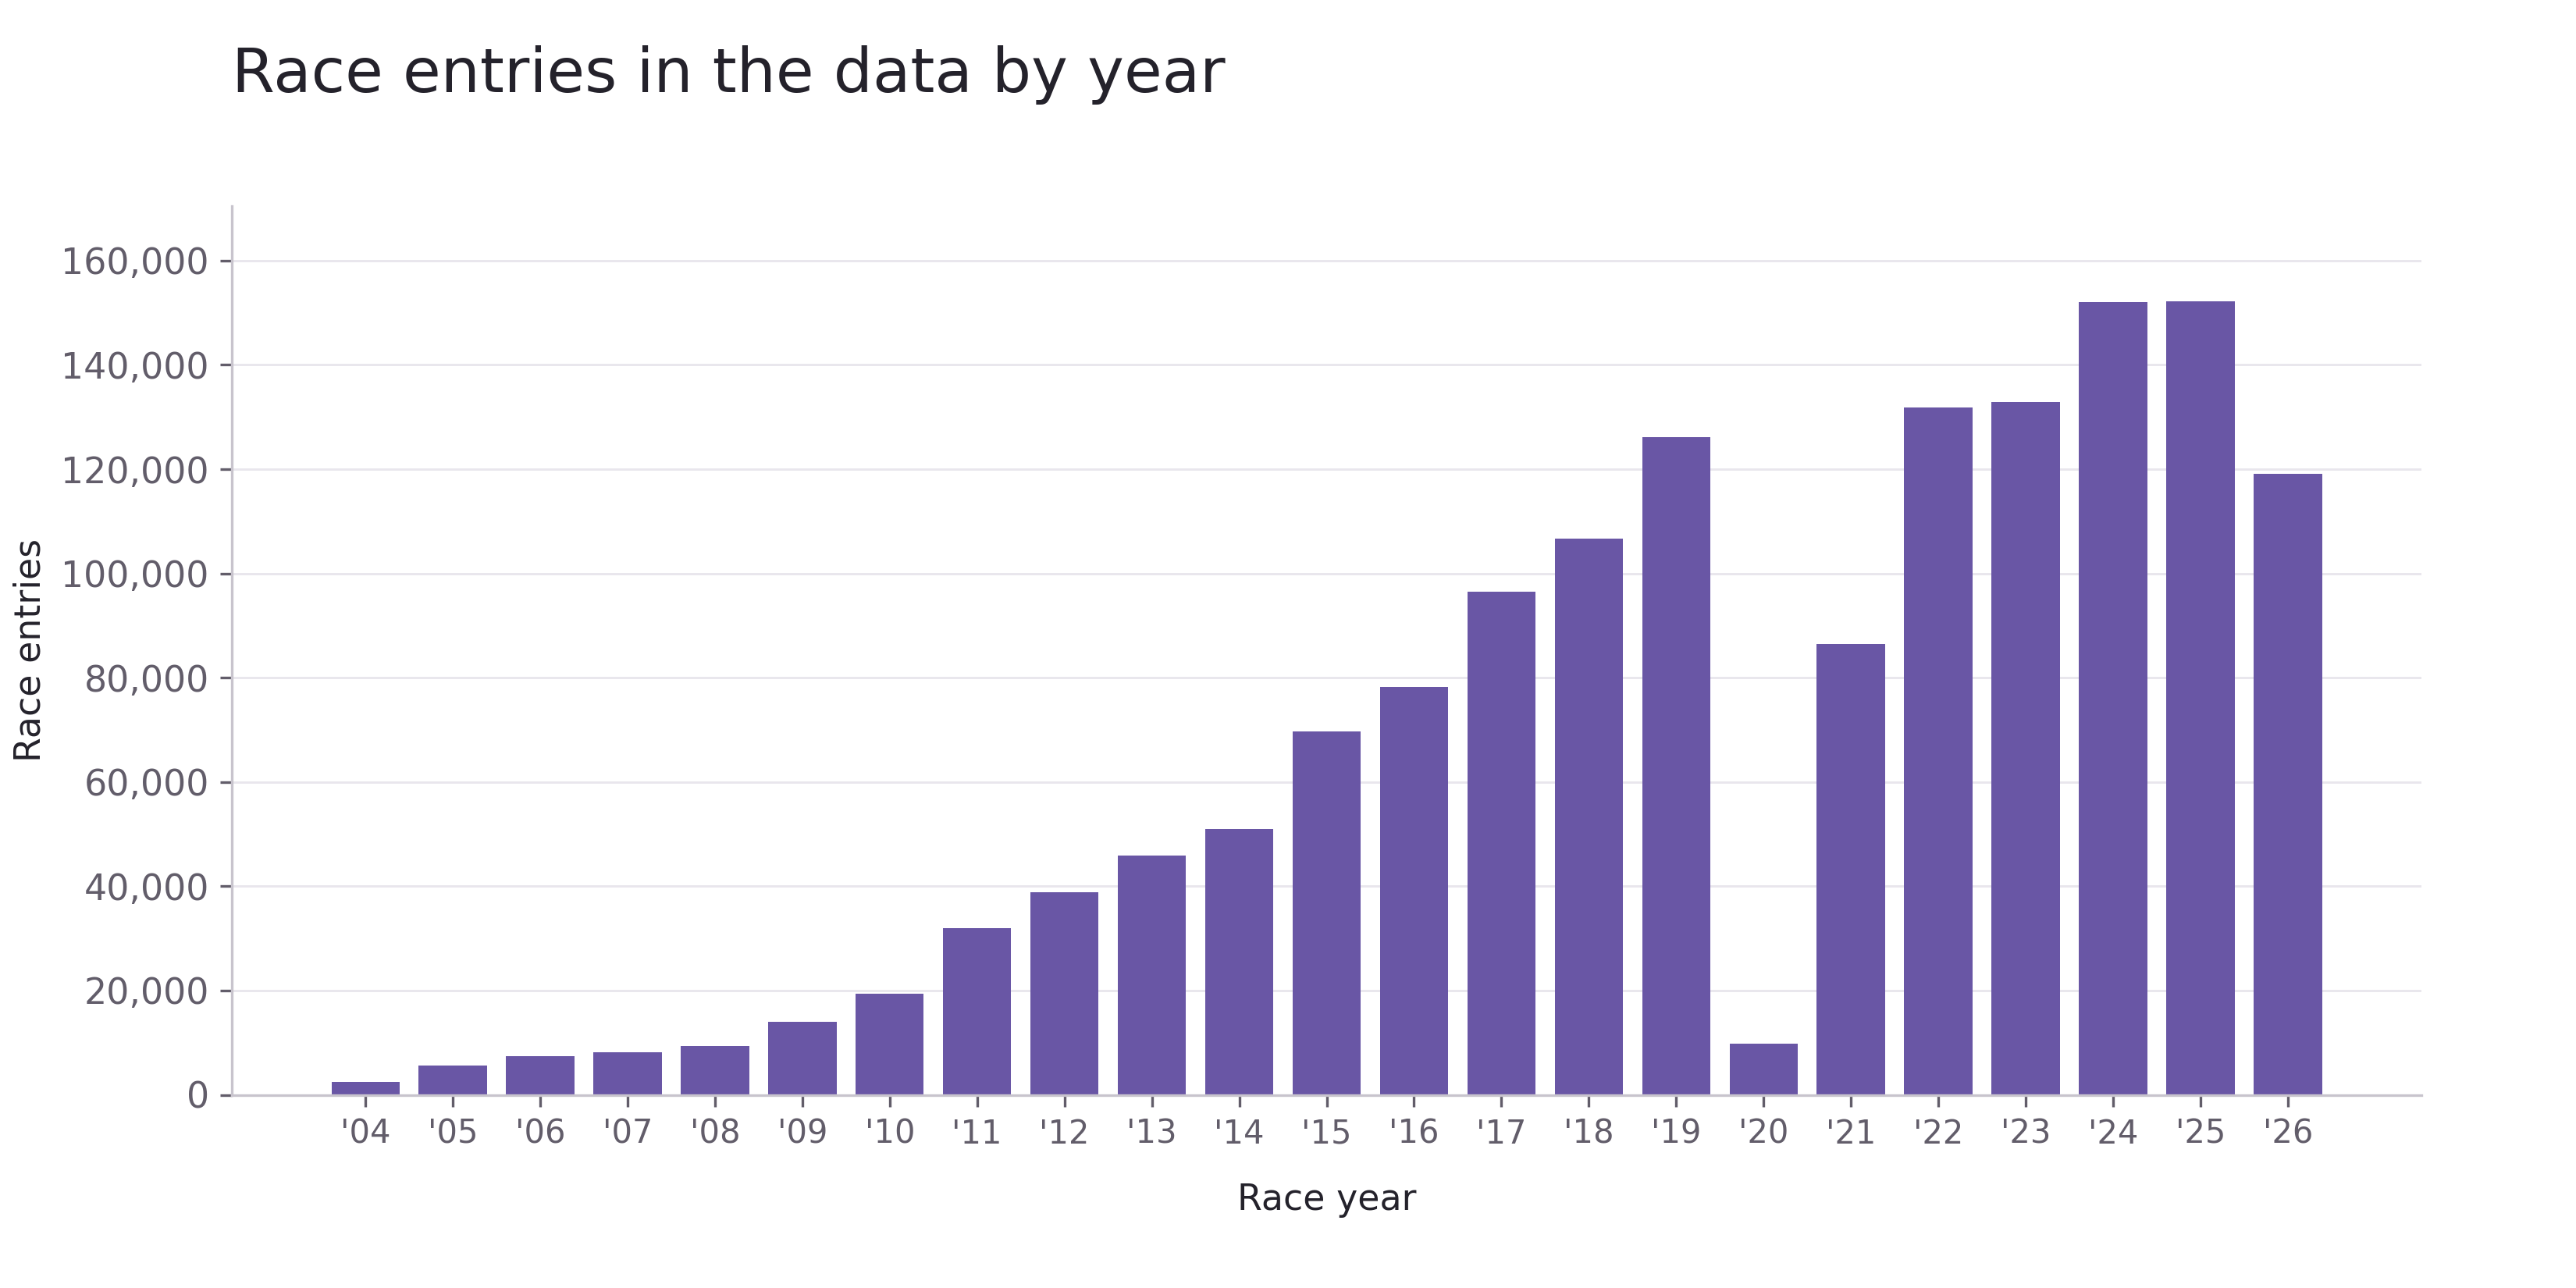 Race entries in the data by year
160,000
140,000
120,000
100,000
80,000
60,000
40,000
20,000
0
Race entries
'04 '05 '06 '07 '08 '09 '10 '11 '12 '13 '14 '15 '16 '17 '18 '19 '20 '21 '22 '23 '24 '25 '26
Race year